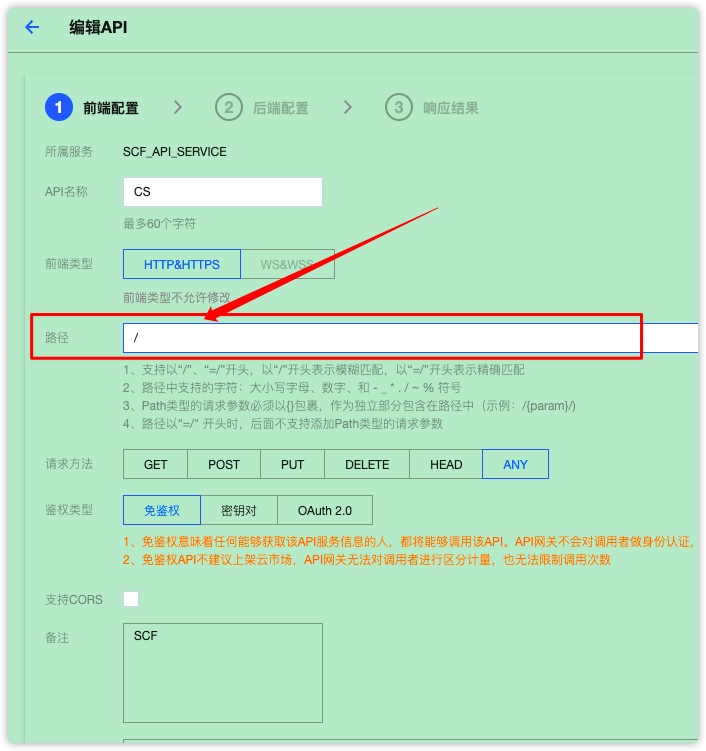 编辑API
1 前端配置 2 后端配置 3 响应结果
所属服务 SCF_API_SERVICE
API名称 CS
最多60个字符
前端类型 HTTP&HTTPS WS&WSS
前端类型不允许修改
路径 /
1、支持以“/”、“=/”开头，以“/”开头表示模糊匹配，以“=/”开头表示精确匹配
2、路径中支持的字符：大小写字母、数字、和 - _ * . / ~ % 符号
3、Path类型的请求参数必须以{}包裹，作为独立部分包含在路径中（示例：/{param}/)
4、路径以“=/” 开头时，后面不支持添加Path类型的请求参数
请求方法 GET POST PUT DELETE HEAD ANY
鉴权类型 免鉴权 密钥对 OAuth 2.0
1、免鉴权意味着任何能够获取该API服务信息的人，都将能够调用该API。API网关不会对调用者做身份认证，
2、免鉴权API不建议上架云市场，API网关无法对调用者进行区分计量，也无法限制调用次数
支持CORS
备注 SCF